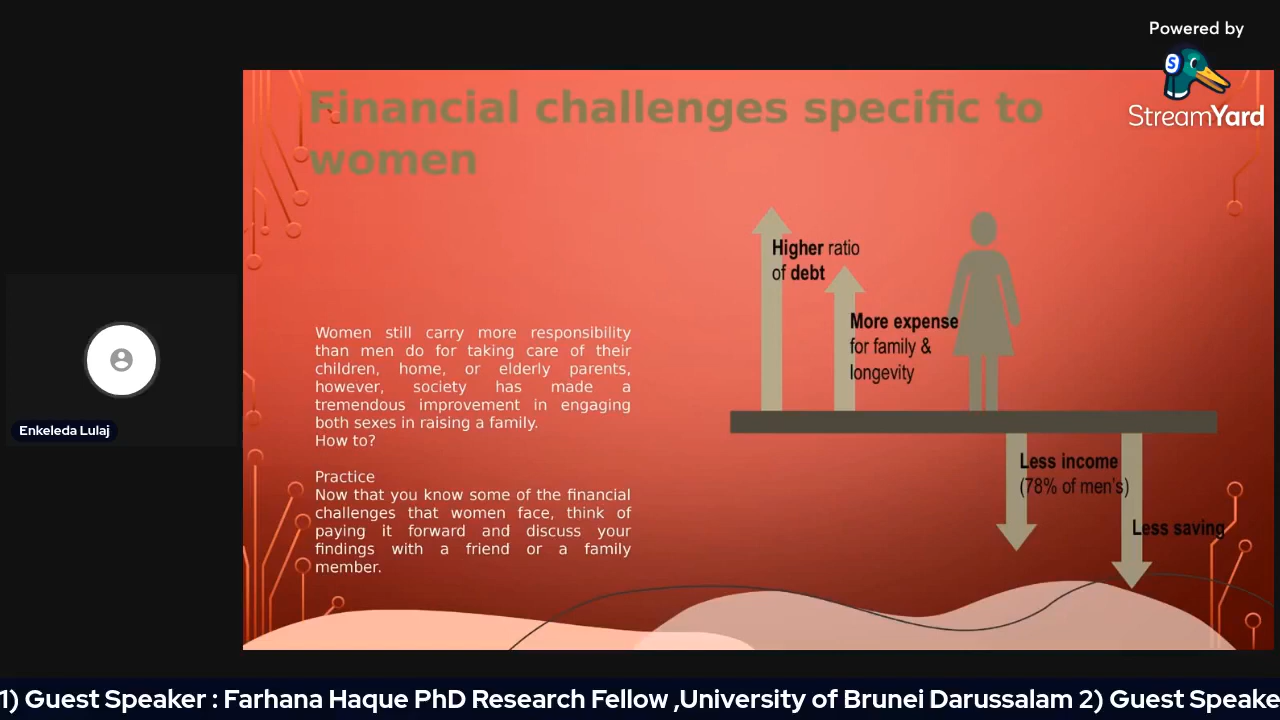 Powered by
StreamYard
Financial challenges specific to
women
Higher ratio
of debt
More expense
for family &
longevity
Women still carry more responsibility
than men do for taking care of their
children, home, or elderly parents,
however, society has made a
tremendous improvement in engaging
both sexes in raising a family.
How to?
Practice
Now that you know some of the financial
challenges that women face, think of
paying it forward and discuss your
findings with a friend or a family
member.
Less income
(78% of men's)
Less saving
Enkeleda Lulaj
1) Guest Speaker : Farhana Haque PhD Research Fellow ,University of Brunei Darussalam 2) Guest Speake